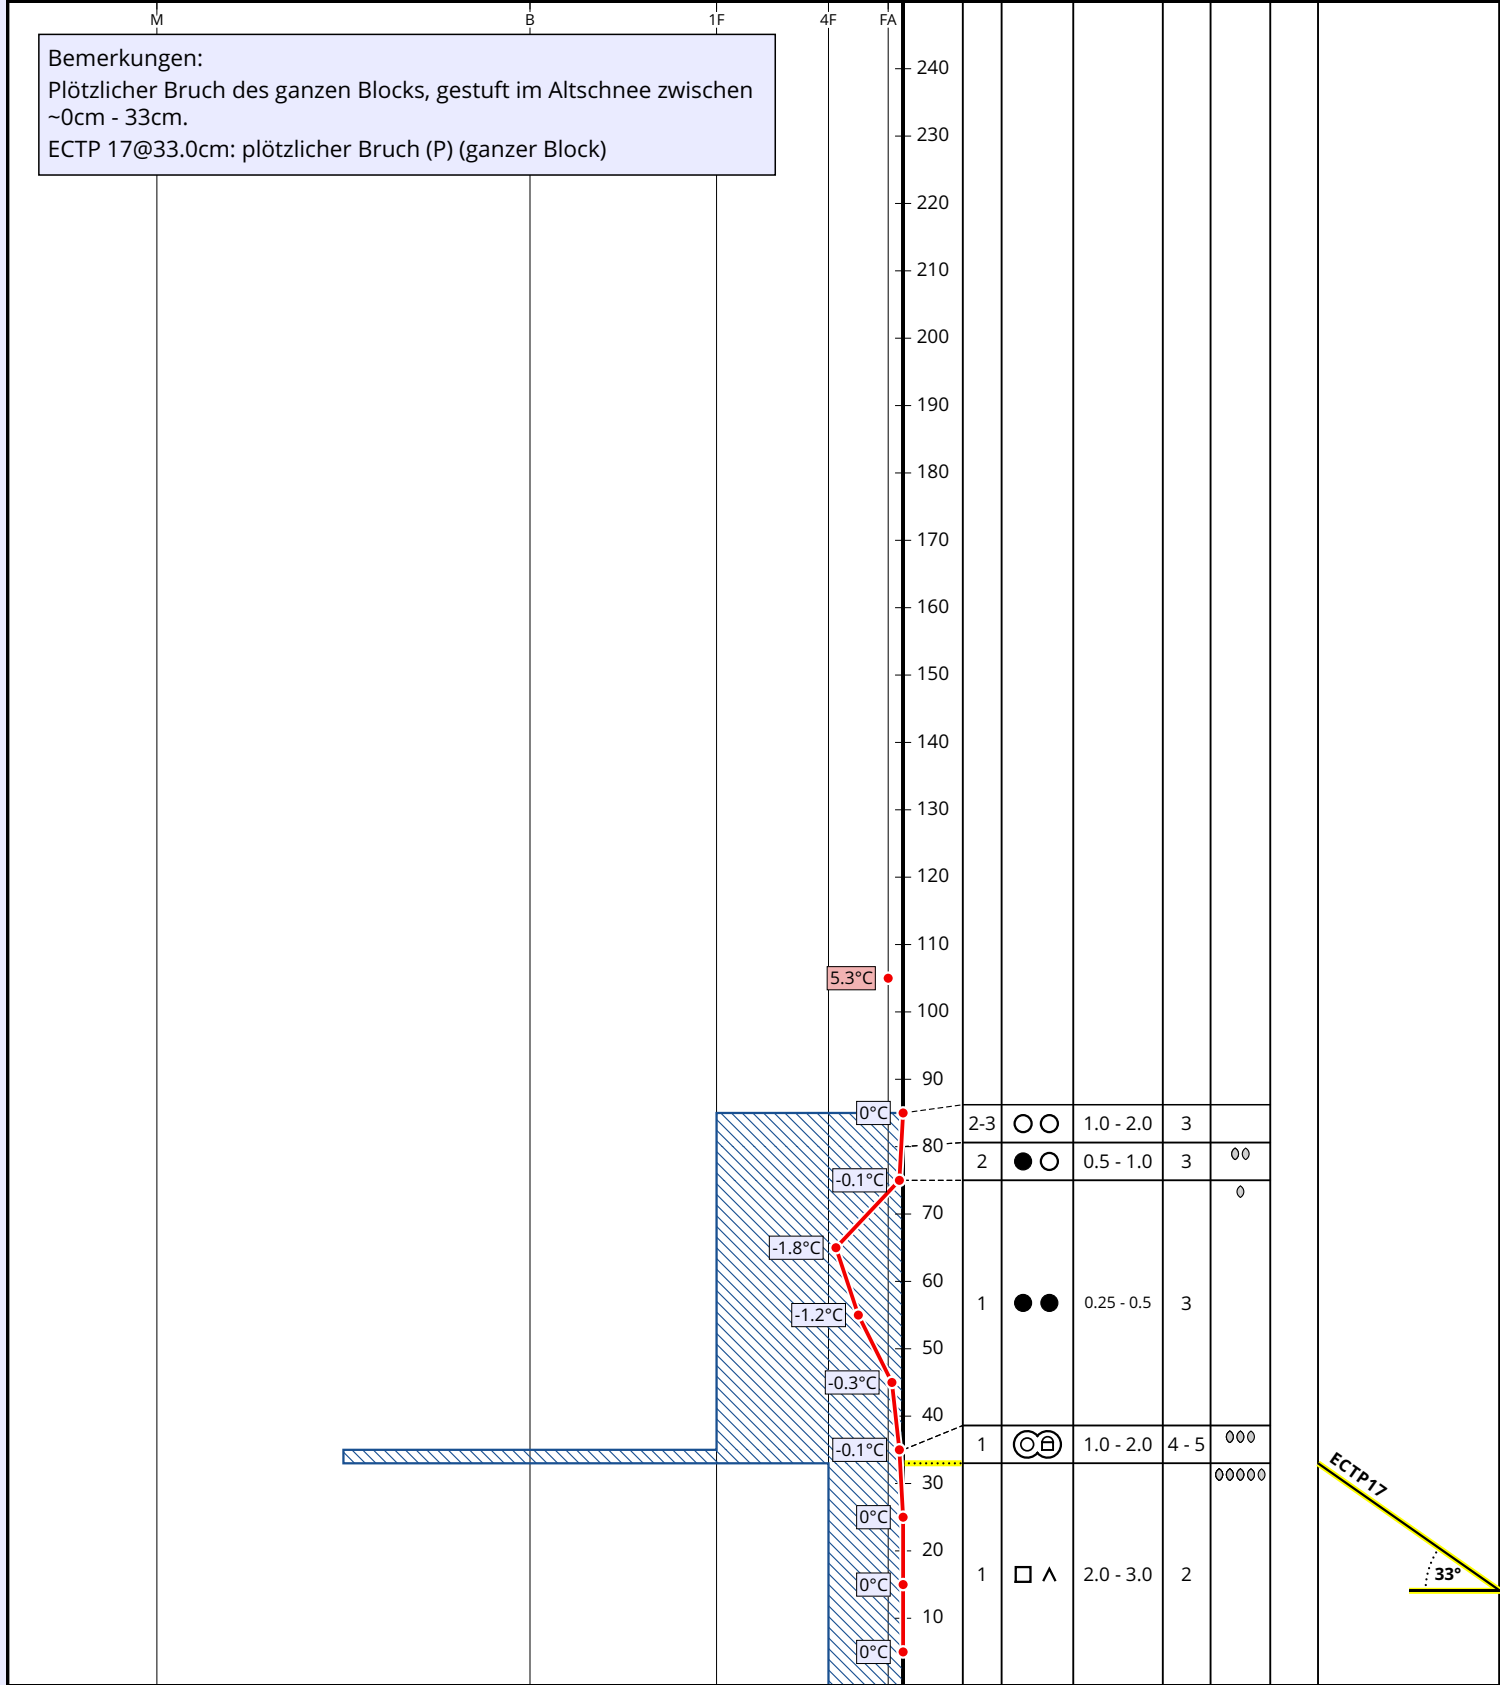 M B 1F 4F FA
Bemerkungen:
Plötzlicher Bruch des ganzen Blocks, gestuft im Altschnee zwischen
~0cm - 33cm.
ECTP 17@33.0cm: plötzlicher Bruch (P) (ganzer Block)
240
230
220
210
200
190
180
170
160
150
140
130
120
110
5.3°C
100
90
0°C
2-3 1.0 - 2.0 3
80
2 0.5 - 1.0 3
-0.1°C
70
-1.8°C
60
1 0.25 - 0.5 3
-1.2°C
50
-0.3°C
40
-0.1°C 1 1.0 - 2.0 4 - 5
ECTP17
30
0°C
20
1 2.0 - 3.0 2 33°
0°C
10
0°C